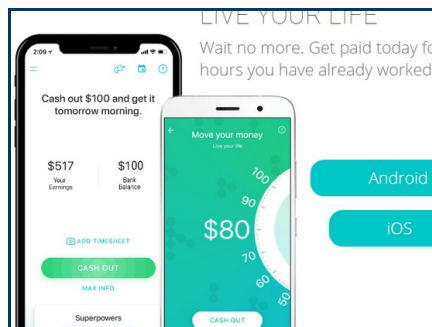 LIVE YOUR LIFE
Wait no more. Get paid today fo
hours you have already worked
2:09
Cash out $100 and get it
tomorrow morning.
$517
Your
Earnings
$100
Bank
Balance
ADD TIMESHEET
CASH OUT
MAX INFO
Superpowers
Move your money
Live your life
100
90
$80
70
60
50
CASH OUT
Android
iOS